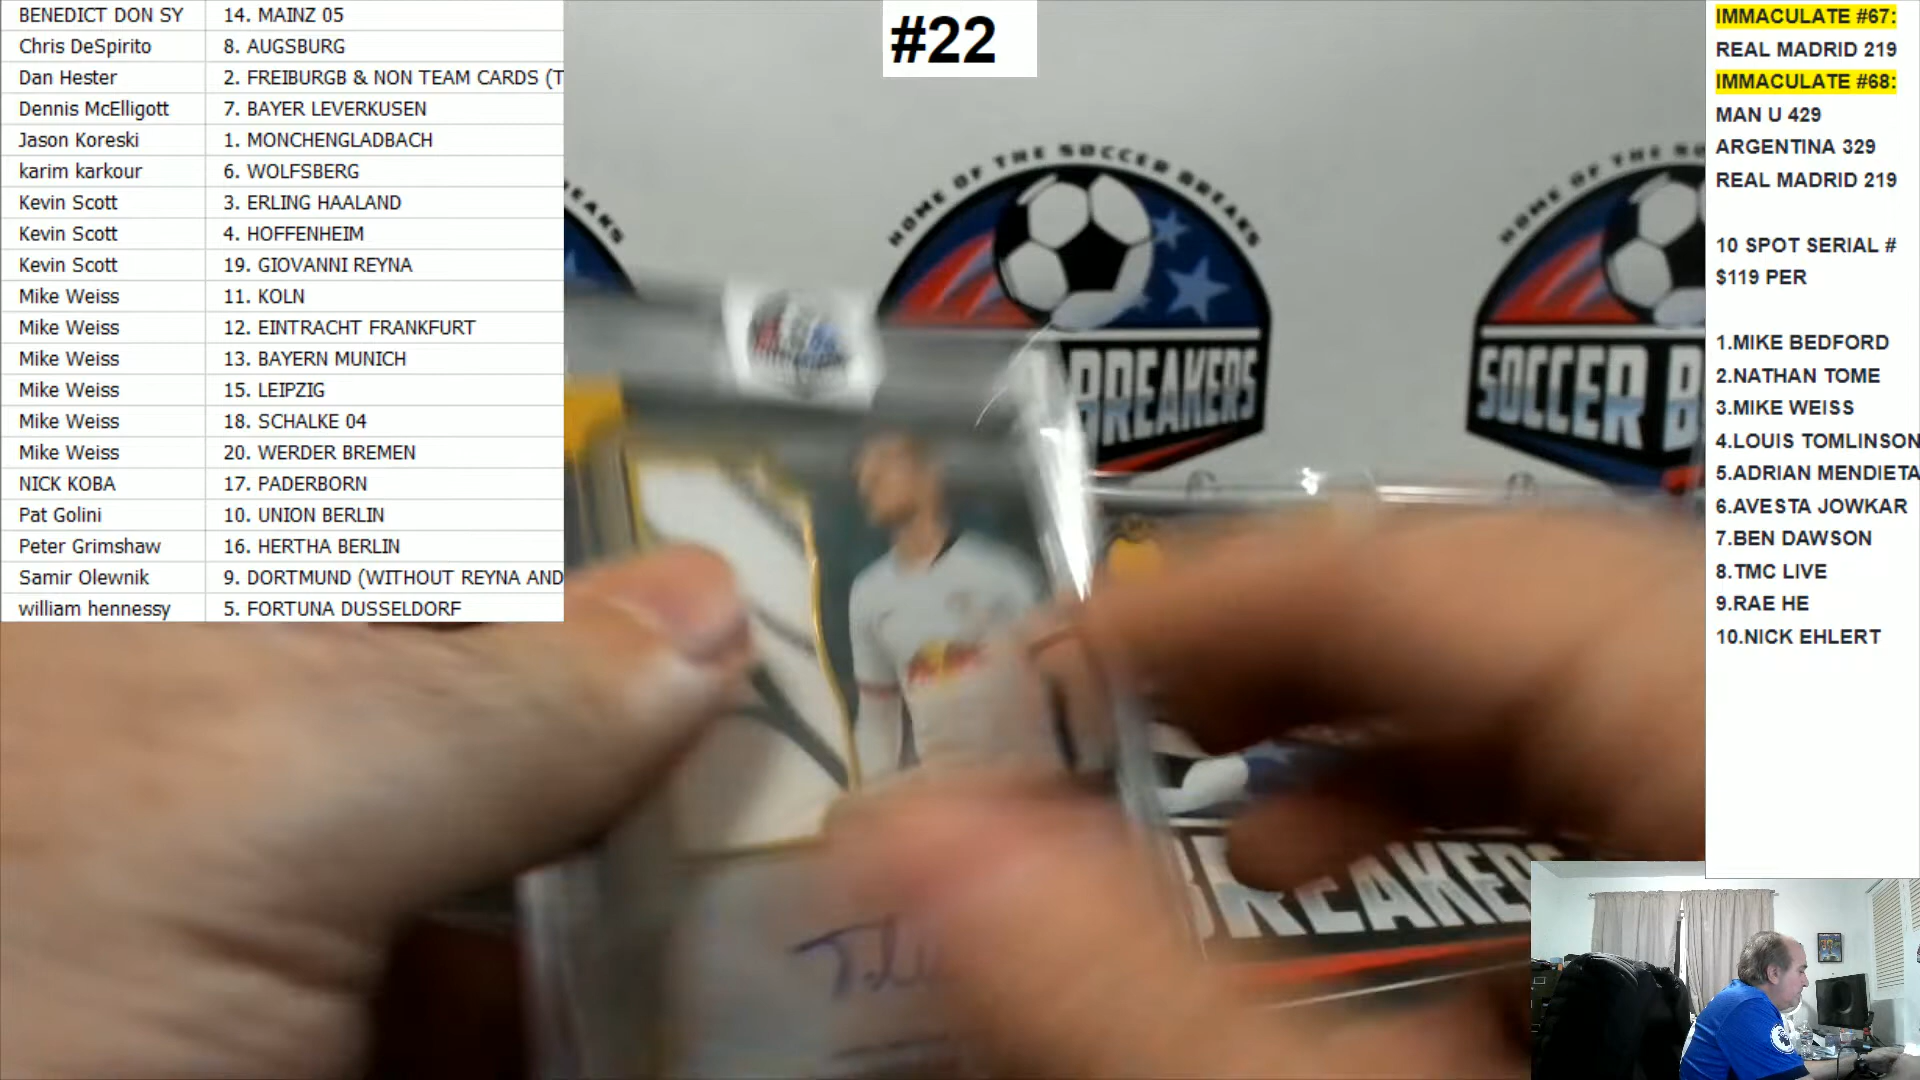 BENEDICT DON SY 14. MAINZ 05
Chris DeSpirito 8. AUGSBURG
Dan Hester 2. FREIBURGB & NON TEAM CARDS (T
Dennis McElligott 7. BAYER LEVERKUSEN
Jason Koreski 1. MONCHENGLADBACH
karim karkour 6. WOLFSBERG
Kevin Scott 3. ERLING HAALAND
Kevin Scott 4. HOFFENHEIM
Kevin Scott 19. GIOVANNI REYNA
Mike Weiss 11. KOLN
Mike Weiss 12. EINTRACHT FRANKFURT
Mike Weiss 13. BAYERN MUNICH
Mike Weiss 15. LEIPZIG
Mike Weiss 18. SCHALKE 04
Mike Weiss 20. WERDER BREMEN
NICK KOBA 17. PADERBORN
Pat Golini 10. UNION BERLIN
Peter Grimshaw 16. HERTHA BERLIN
Samir Olewnik 9. DORTMUND (WITHOUT REYNA AND
william hennessy 5. FORTUNA DUSSELDORF
#22
HOME OF THE SOCCER BREAKS
BREAKERS
HOME OF THE
SOCCER B
BREAKERS
IMMACULATE #67:
REAL MADRID 219
IMMACULATE #68:
MAN U 429
ARGENTINA 329
REAL MADRID 219
10 SPOT SERIAL #
$119 PER
1.MIKE BEDFORD
2.NATHAN TOME
3.MIKE WEISS
4.LOUIS TOMLINSON
5.ADRIAN MENDIETA
6.AVESTA JOWKAR
7.BEN DAWSON
8.TMC LIVE
9.RAE HE
10.NICK EHLERT